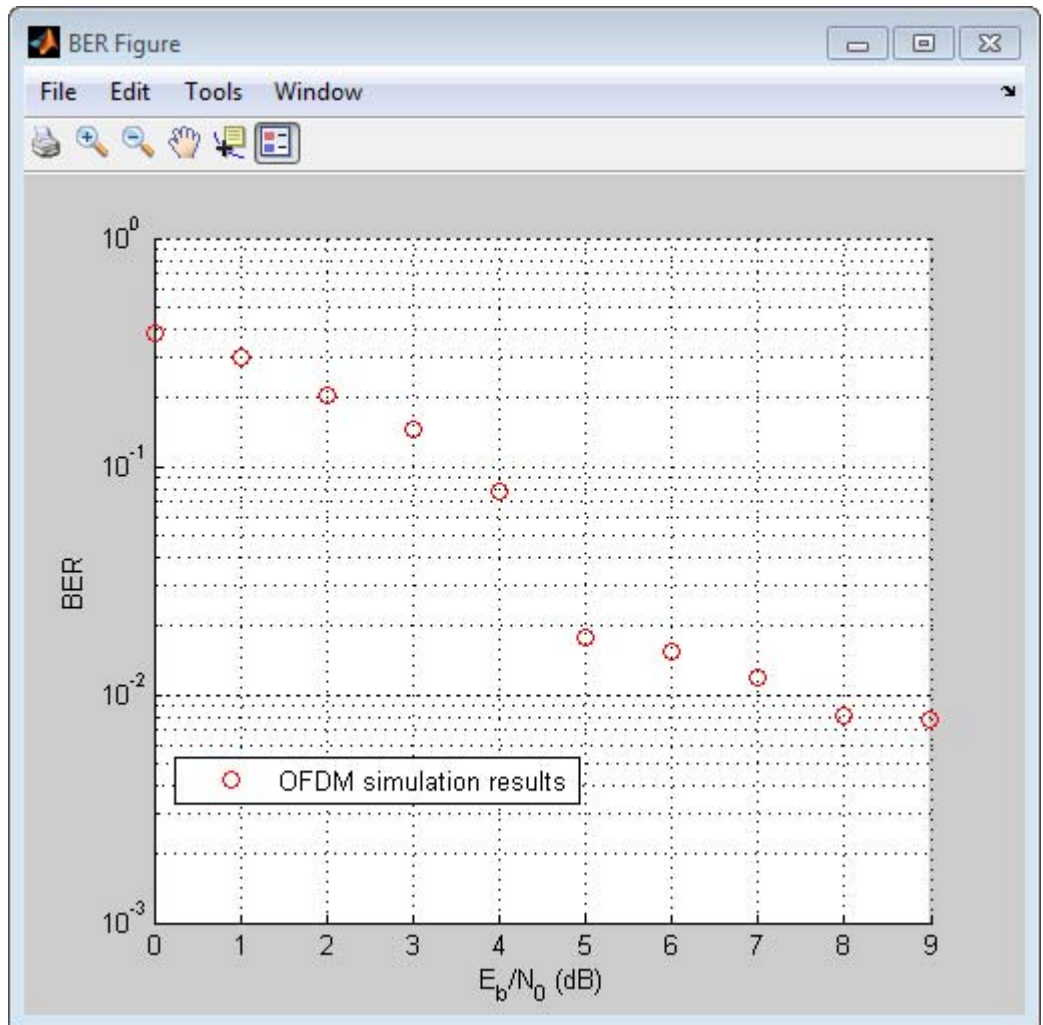 BER Figure
File Edit Tools Window
10^0
10^-1
10^-2
10^-3
BER
OFDM simulation results
0 1 2 3 4 5 6 7 8 9
E_b/N_0 (dB)